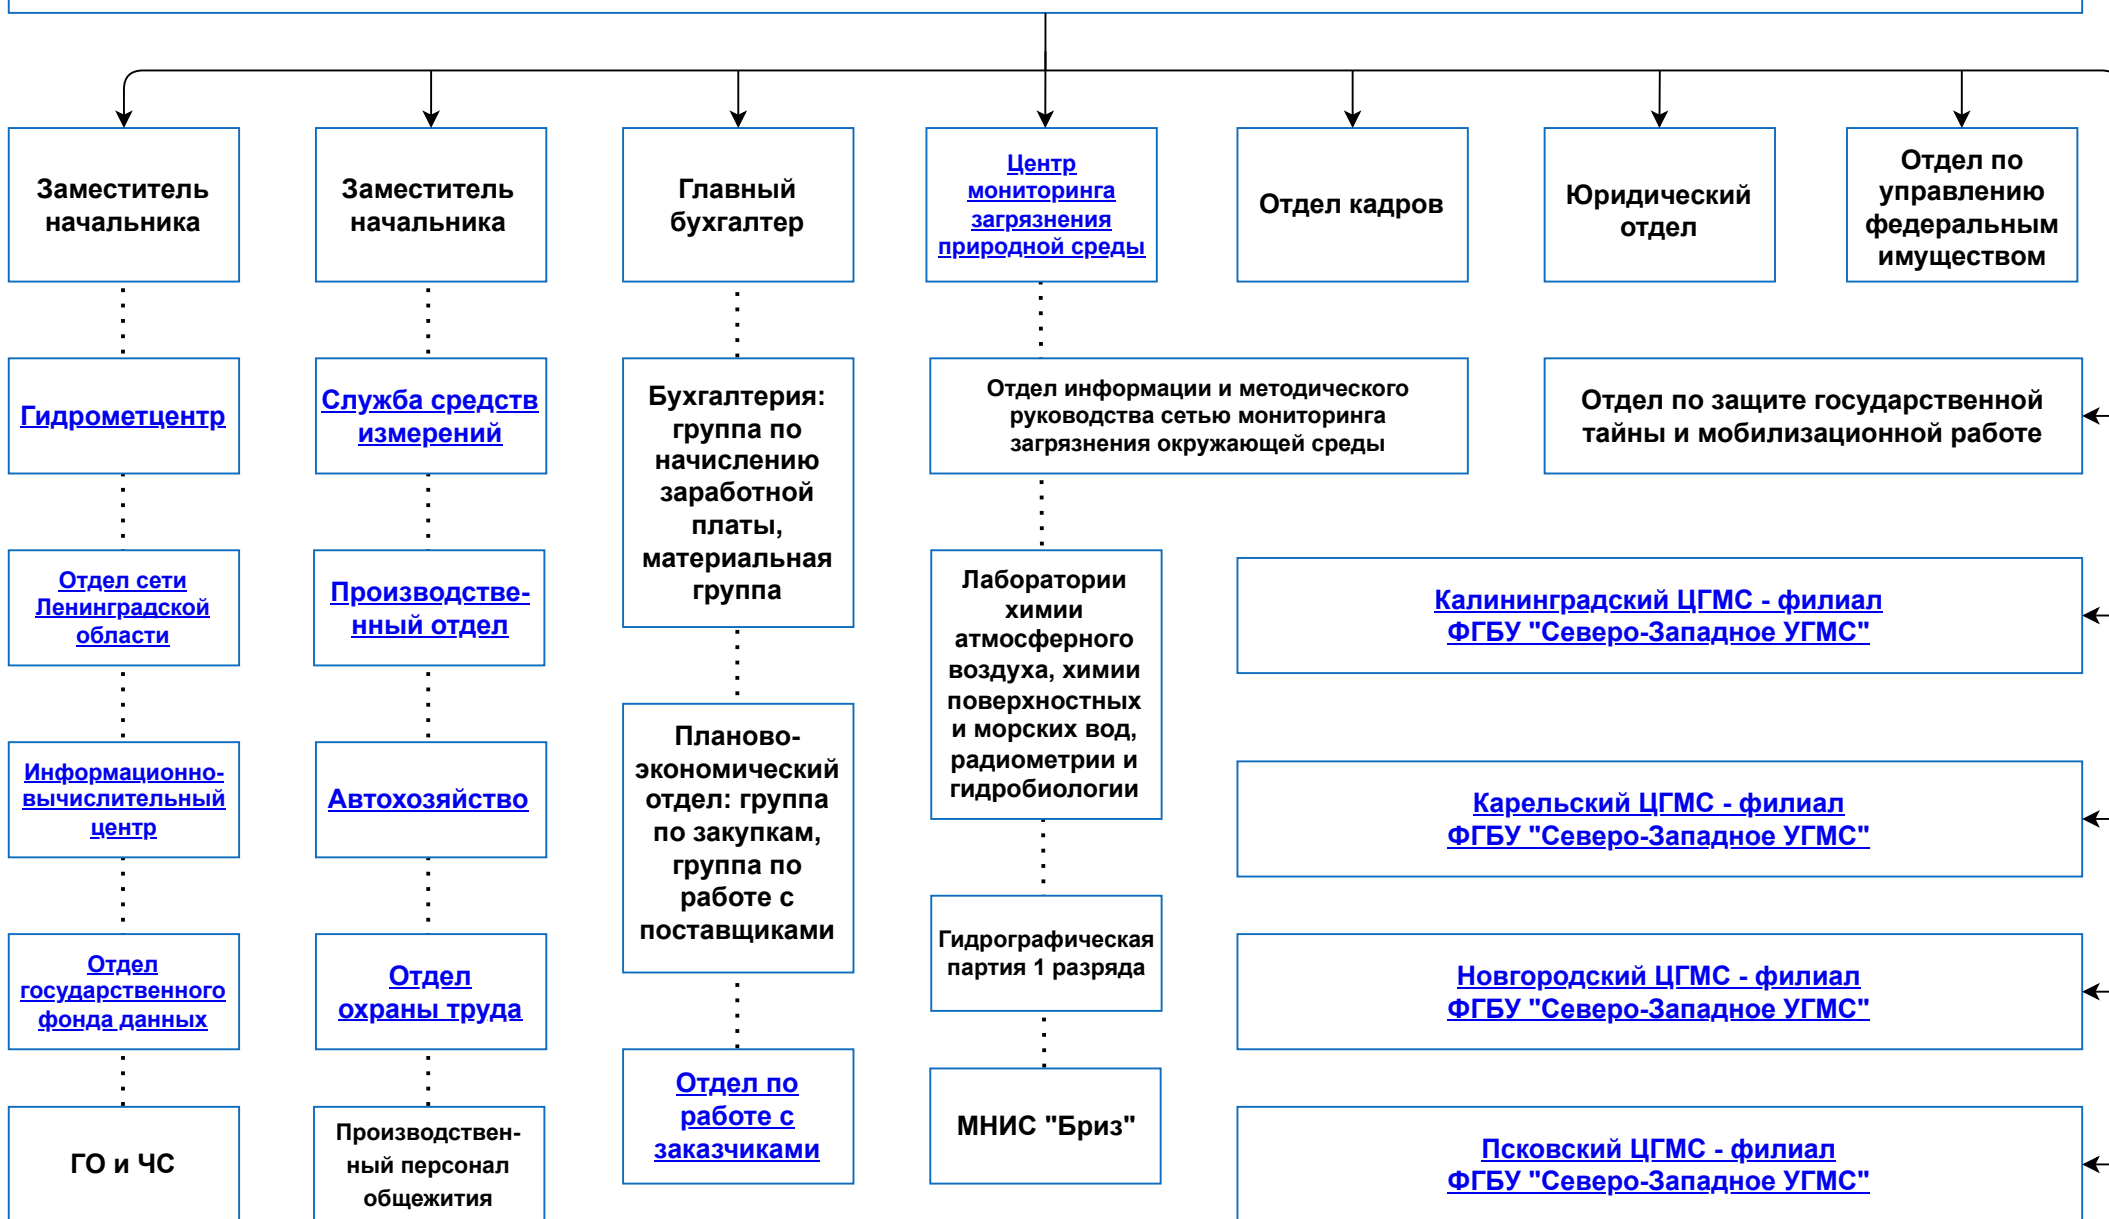 Заместитель
начальника
Заместитель
начальника
Главный
бухгалтер
Центр
мониторинга
загрязнения
природной среды
Отдел кадров
Юридический
отдел
Отдел по
управлению
федеральным
имуществом
Гидрометцентр
Служба средств
измерений
Бухгалтерия:
группа по
начислению
заработной
платы,
материальная
группа
Отдел информации и методического
руководства сетью мониторинга
загрязнения окружающей среды
Отдел по защите государственной
тайны и мобилизационной работе
Отдел сети
Ленинградской
области
Производстве-
нный отдел
Лаборатории
химии
атмосферного
воздуха, химии
поверхностных
и морских вод,
радиометрии и
гидробиологии
Калининградский ЦГМС - филиал
ФГБУ "Северо-Западное УГМС"
Информационно-
вычислительный
центр
Автохозяйство
Планово-
экономический
отдел: группа
по закупкам,
группа по
работе с
поставщиками
Карельский ЦГМС - филиал
ФГБУ "Северо-Западное УГМС"
Отдел
государственного
фонда данных
Отдел
охраны труда
Гидрографическая
партия 1 разряда
Новгородский ЦГМС - филиал
ФГБУ "Северо-Западное УГМС"
ГО и ЧС
Производствен-
ный персонал
общежития
Отдел по
работе с
заказчиками
МНИС "Бриз"
Псковский ЦГМС - филиал
ФГБУ "Северо-Западное УГМС"